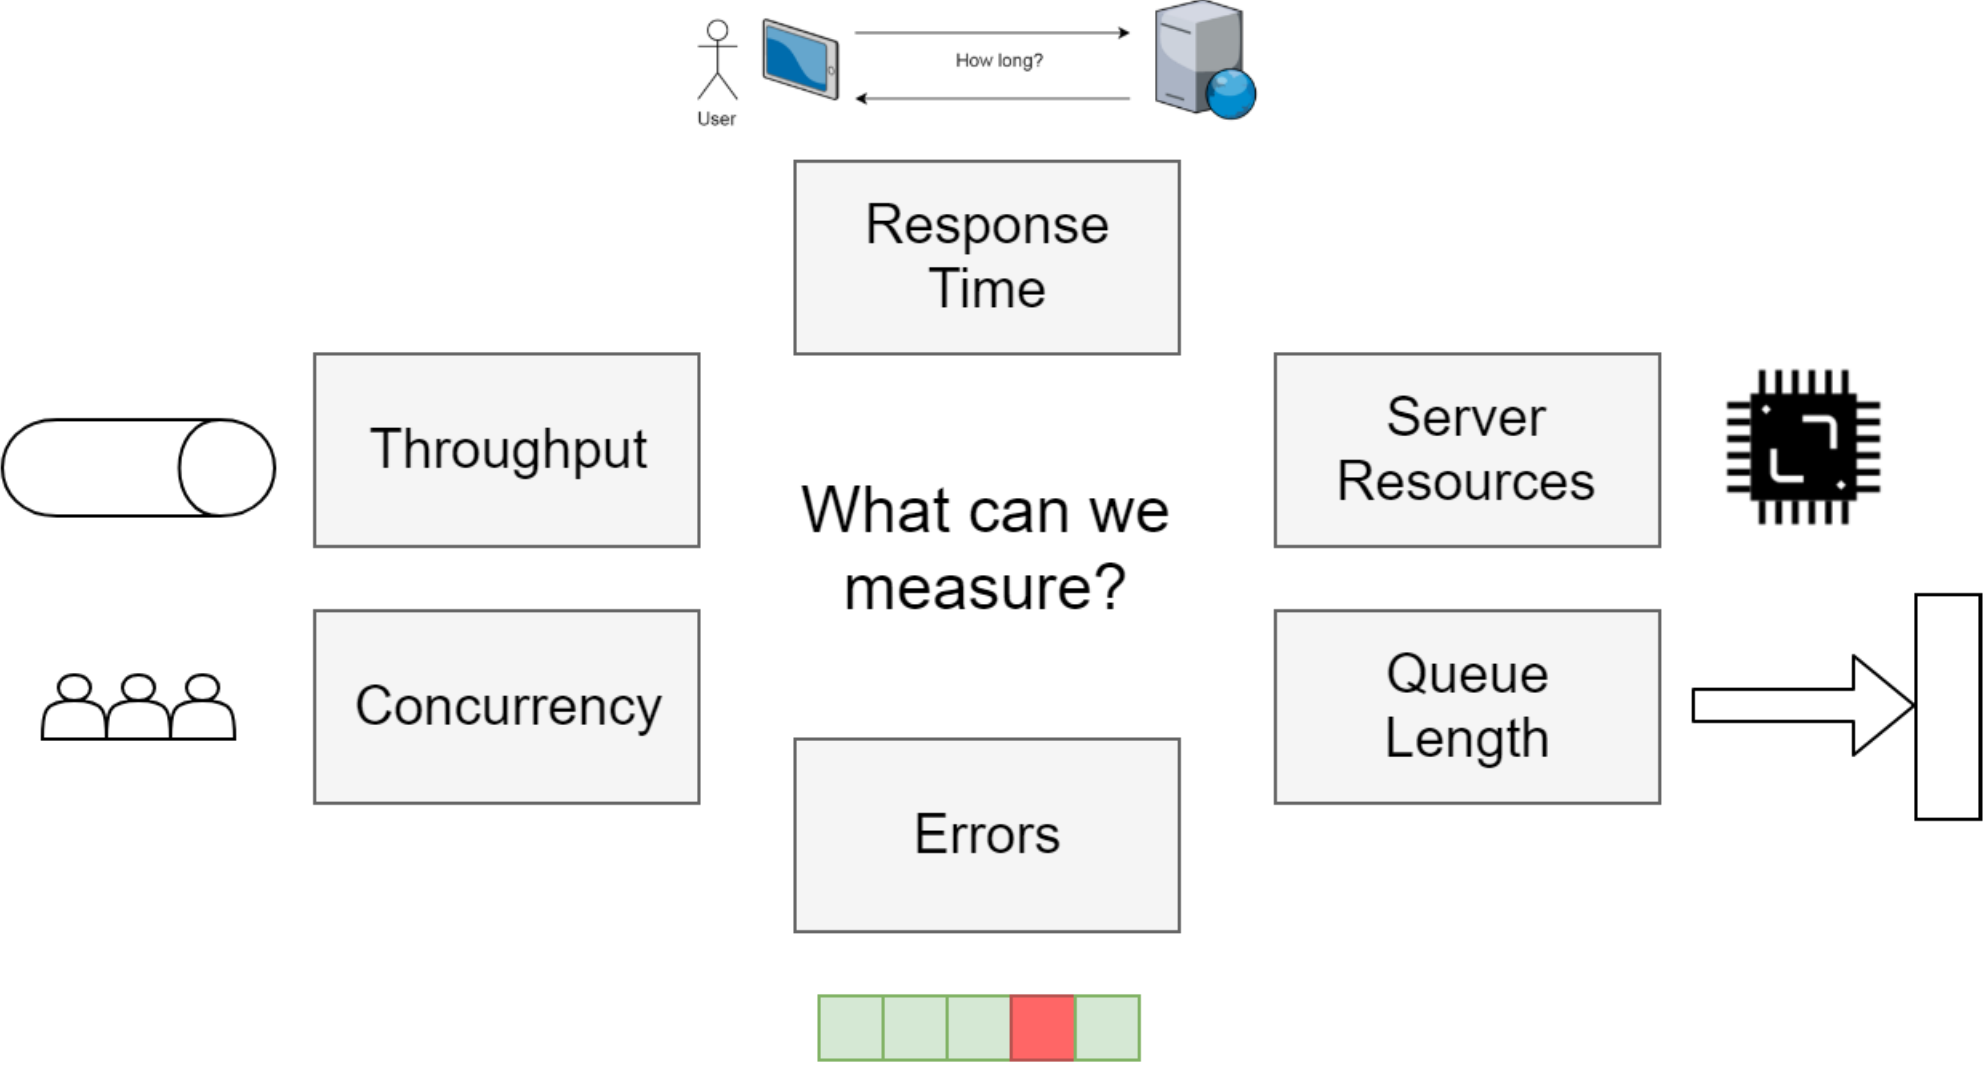 How long?
User
Response
Time
Throughput
Server
Resources
What can we
measure?
Concurrency
Queue
Length
Errors